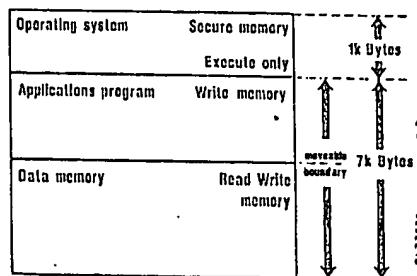 Operating system Secure memory
Execute only
1k Bytes
Applications program Write memory
moveable
boundary
7k Bytes
Data memory Read Write
memory